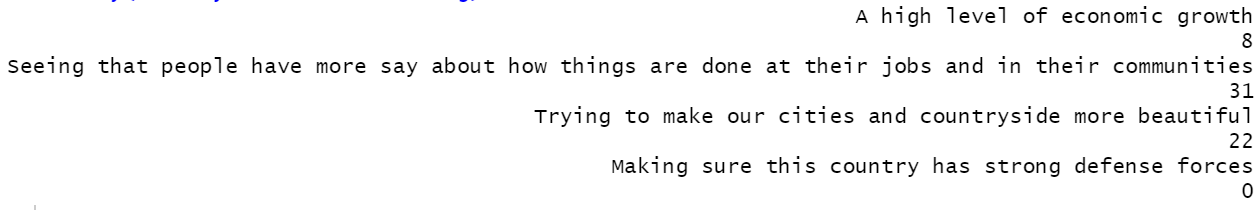 A high level of economic growth
8
Seeing that people have more say about how things are done at their jobs and in their communities
31
Trying to make our cities and countryside more beautiful
22
Making sure this country has strong defense forces
0